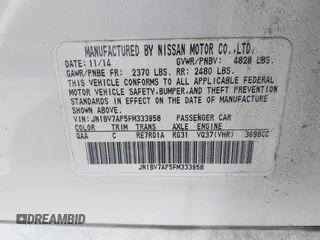 MANUFACTURED BY NISSAN MOTOR CO.,LTD.
DATE: 11/14 GVWR/PNBV: 4828 LBS.
GAWR/PNBE FR: 2370 LBS. RR: 2480 LBS.
THIS VEHICLE CONFORMS TO ALL APPLICABLE FEDERAL
MOTOR VEHICLE SAFETY,BUMPER,AND THEFT
PREVENTION STANDARDS IN EFFECT ON THE DATE OF MANUFACTURE
SHOWN ABOVE.
VIN: JN1BV7AP5FM333958 PASSENGER CAR
COLOR TRIM TRANS AXLE ENGINE
QAA C RE7R01A R031 VQ37(VHR) 3696CC
JN1BV7AP5FM333958
AUTOBIDMASTER